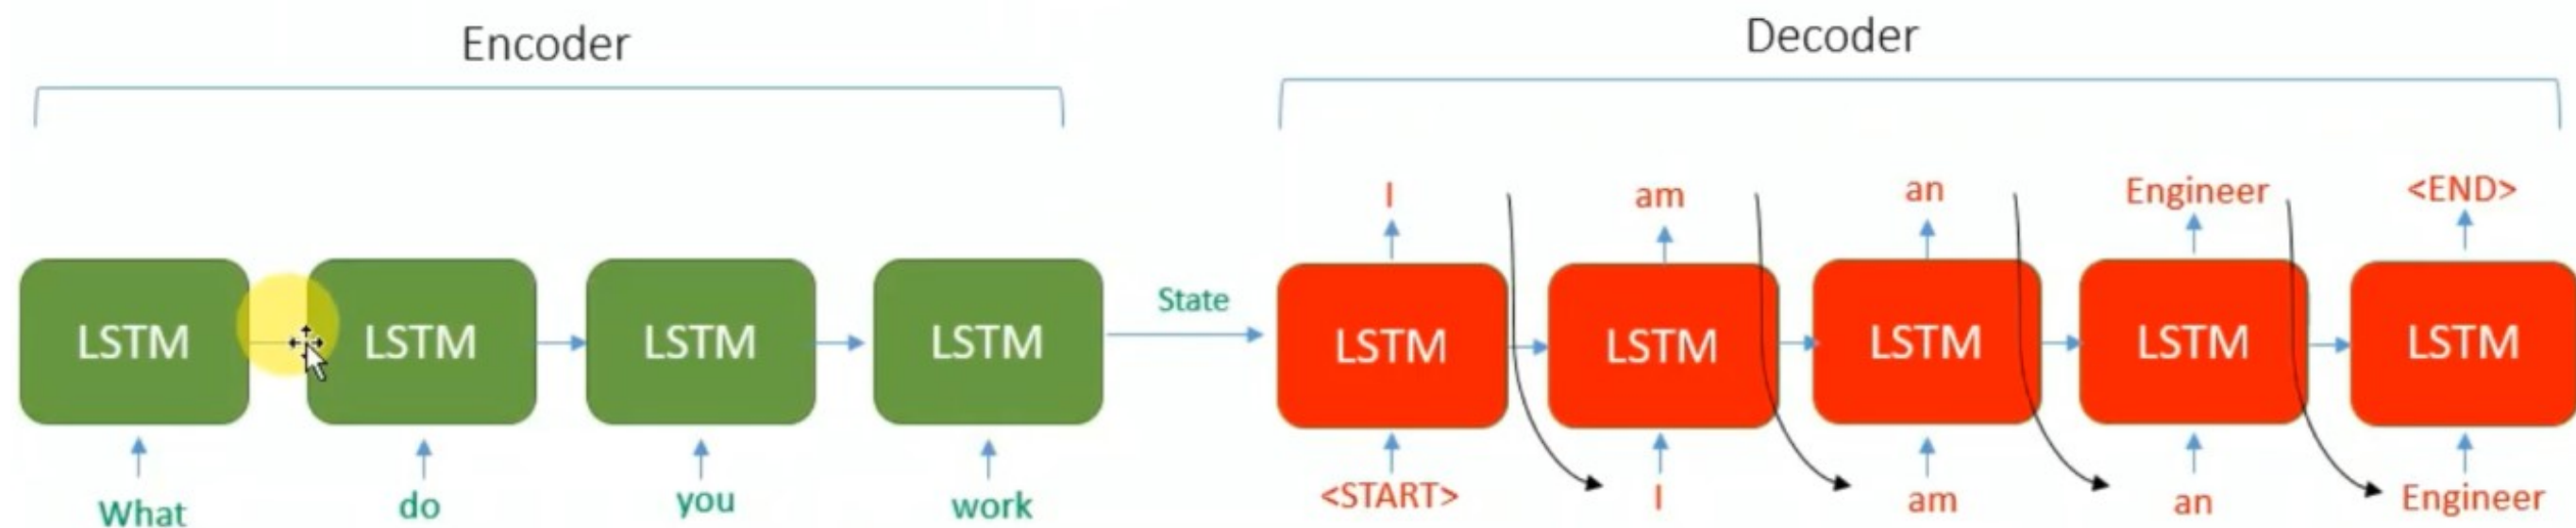 Encoder
Decoder
I am an Engineer <END>
LSTM LSTM LSTM LSTM State LSTM LSTM LSTM LSTM LSTM
What do you work <START> I am an Engineer